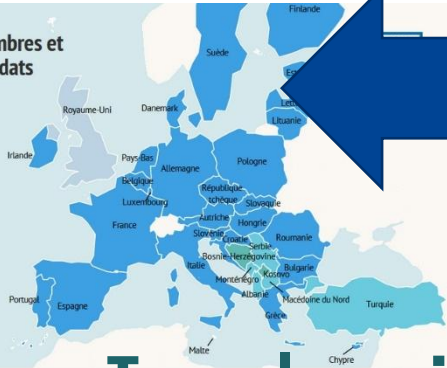 Finlande
mbres et
dats
Suède
Es
Lett
Lituanie
Royaume-Uni
Danemark
Irlande
Pays-Bas
Pologne
Allemagne
Belgique
République
tchèque
Slovaquie
Luxembourg
Autriche
Hongrie
France
Slovénie
Croatie
Roumanie
Serbie
Bosnie-Herzégovine
Italie
Kosovo
Bulgarie
Monténégro
Albanie
Macédoine du Nord
Portugal
Espagne
Turquie
Grèce
Malte
Chypre